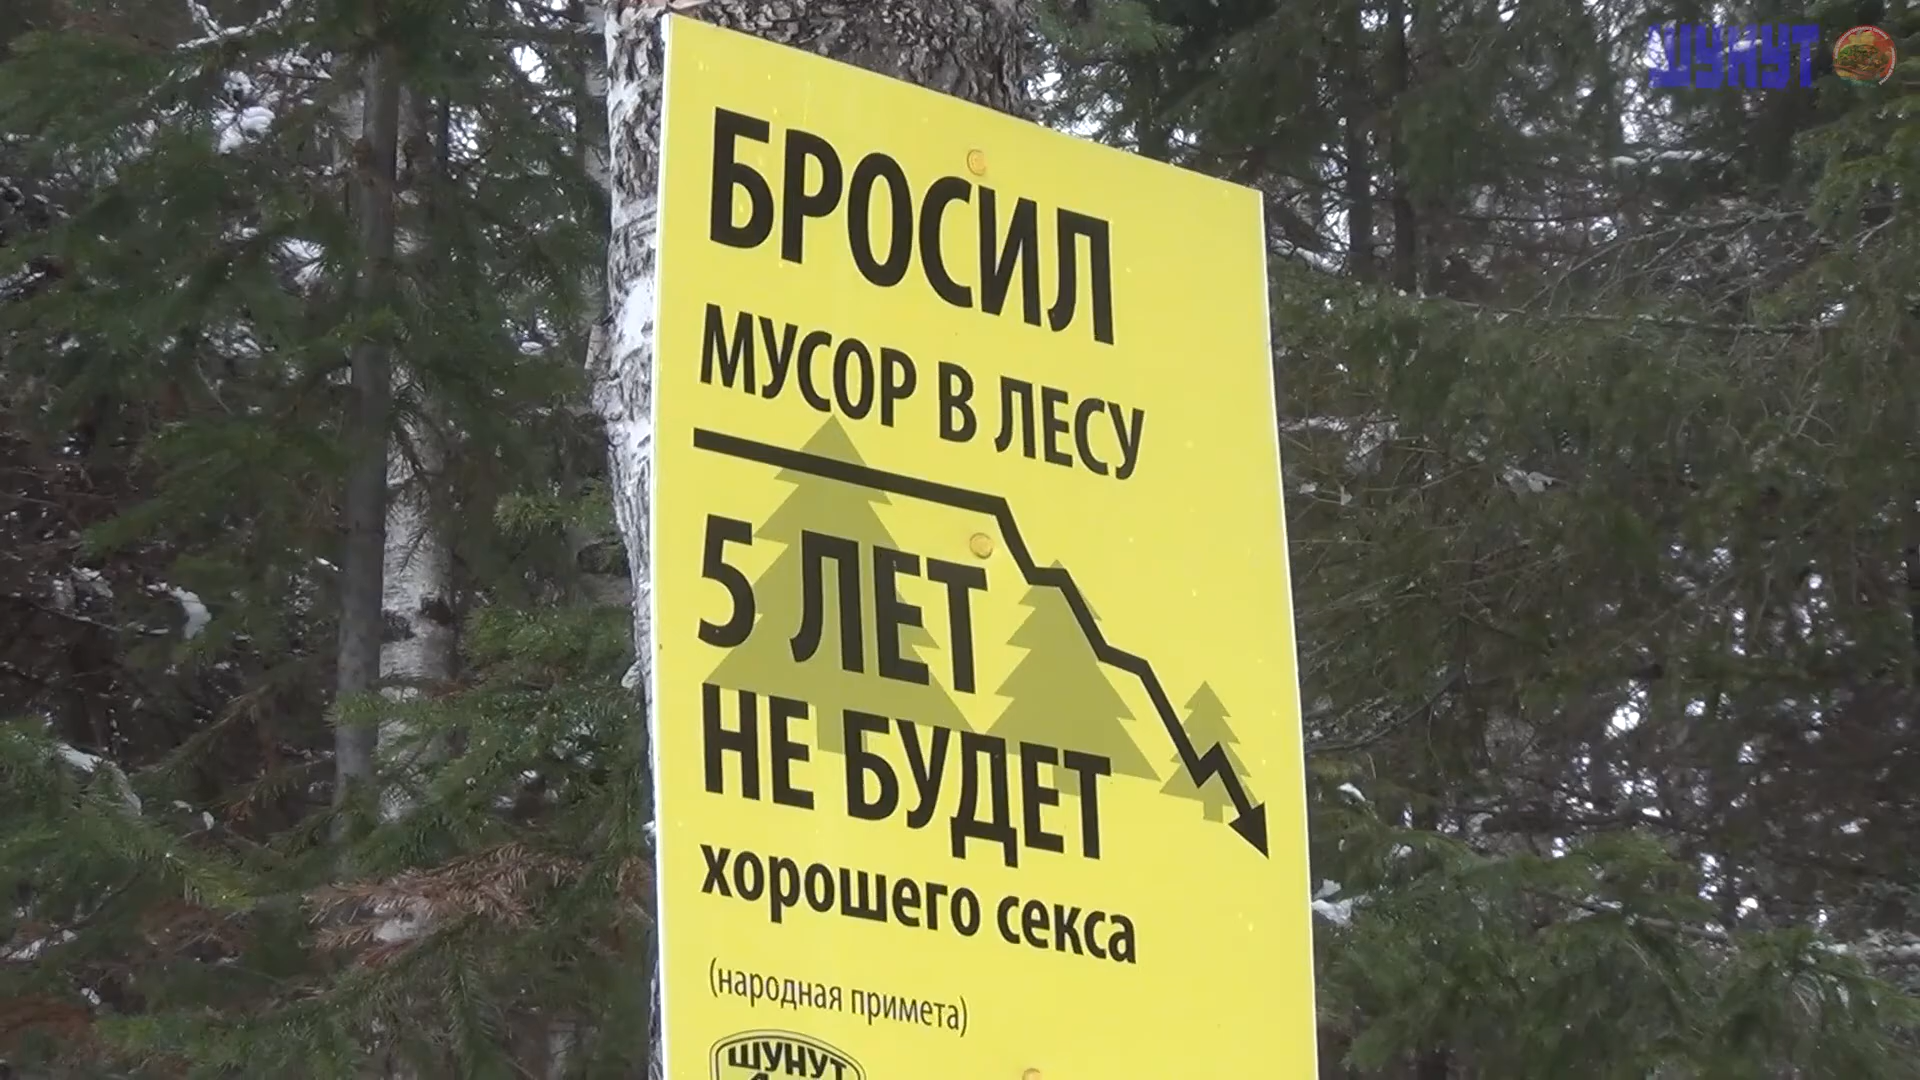 ШУНУТ
БРОСИЛ
МУСОР В ЛЕСУ
5 ЛЕТ
НЕ БУДЕТ
хорошего секса
(народная примета)
ШУНУТ